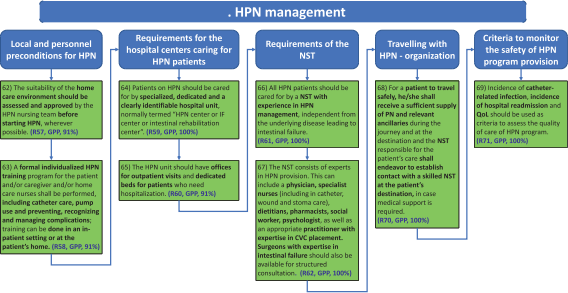 . HPN management
Local and personnel
preconditions for HPN
62) The suitability of the home
care environment should be
assessed and approved by the
HPN nursing team before
starting HPN, wherever
possible. (R57, GPP, 91%)
63) A formal individualized HPN
training program for the patient
and/or caregiver and/or home
care nurses shall be performed,
including catheter care, pump
use and preventing, recognizing
and managing complications;
training can be done in an in-
patient setting or at the
patient's home. (R58, GPP, 91%)
Requirements for the
hospital centers caring for
HPN patients
64) Patients on HPN should be cared
for by specialized, dedicated and a
clearly identifiable hospital unit,
normally termed "HPN center or IF
center or intestinal rehabilitation
center". (R59, GPP, 100%)
65) The HPN unit should have offices
for outpatient visits and dedicated
beds for patients who need
hospitalization. (R60, GPP, 91%)
Requirements of the
NST
66) All HPN patients should be
cared for by a NST with
experience in HPN
management, independent from
the underlying disease leading to
intestinal failure.
(R61, GPP, 100%)
67) The NST consists of experts
in HPN provision. This can
include a physician, specialist
nurses (including in catheter,
wound and stoma care),
dietitians, pharmacists, social
worker, psychologist, as well as
an appropriate practitioner with
expertise in CVC placement.
Surgeons with expertise in
intestinal failure should also be
available for structured
consultation. (R62, GPP, 100%)
Travelling with
HPN - organization
68) For a patient to travel
safely, he/she shall
receive a sufficient supply
of PN and relevant
ancillaries during the
journey and at the
destination and the NST
responsible for the
patient's care shall
endeavor to establish
contact with a skilled NST
at the patient's
destination, in case
medical support is
required.
(R70, GPP, 100%)
Criteria to monitor
the safety of HPN
program provision
69) Incidence of catheter-
related infection, incidence
of hospital readmission and
QoL should be used as
criteria to assess the quality
of care of HPN program.
(R71, GPP, 100%)